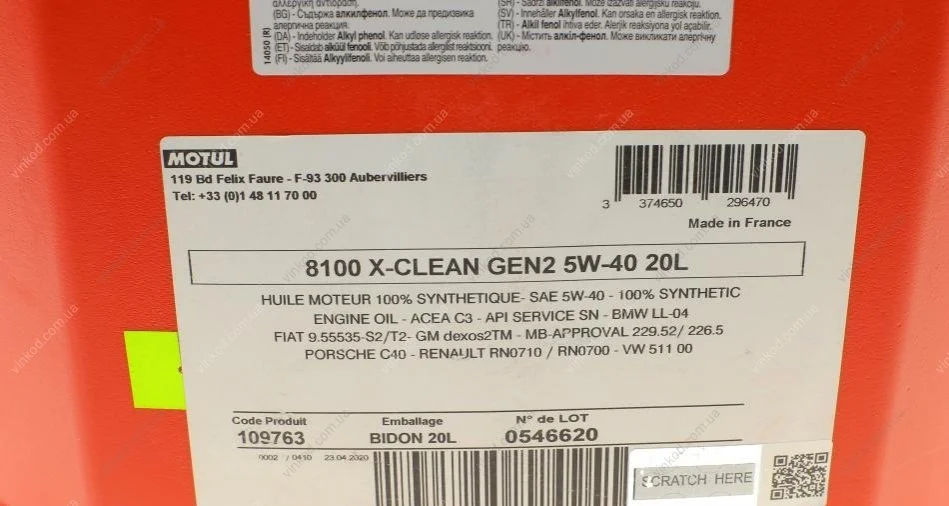 αλλεργική αντίδραση.
(BG) - Съдържа алкилфенол. Може да предизвика
алергична реакция.
(DA) - Indeholder Alkyl phenol. Kan udløse allergisk reaktion.
(ET) - Sisaldab alküül fenooli. Võib põhjustada allergilist reaktsiooni.
(FI) - Sisältää Alkyylifenoli. Voi aiheuttaa allergisen reaktion.
14050 (R)
(SV) - Innehåller Alkylfenol. Kan orsaka en allergisk reaktion.
(TR) - Alkil fenol ihtiva eder. Alerjik reaksiyona yol açabilir.
(UK) - Містить алкіл-фенол. Може викликати алергічну
реакцію.
MOTUL
119 Bd Felix Faure - F-93 300 Aubervilliers
Tel: +33 (0)1 48 11 70 00
3 374650 296470
Made in France
8100 X-CLEAN GEN2 5W-40 20L
HUILE MOTEUR 100% SYNTHETIQUE- SAE 5W-40 - 100% SYNTHETIC
ENGINE OIL - ACEA C3 - API SERVICE SN - BMW LL-04
FIAT 9.55535-S2/T2- GM dexos2TM - MB-APPROVAL 229.52/ 226.5
PORSCHE C40 - RENAULT RN0710 / RN0700 - VW 511 00
Code Produit Emballage N° de LOT
109763 BIDON 20L 0546620
0002 / 0410 23.04.2020
SCRATCH HERE
vinkod.com.ua